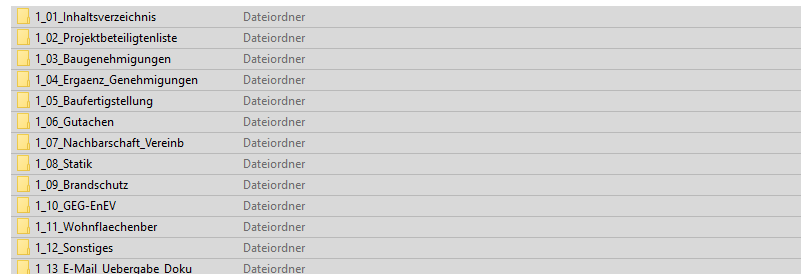 1_01_Inhaltsverzeichnis Dateiordner
1_02_Projektbeteiligtenliste Dateiordner
1_03_Baugenehmigungen Dateiordner
1_04_Ergaenz_Genehmigungen Dateiordner
1_05_Baufertigstellung Dateiordner
1_06_Gutachen Dateiordner
1_07_Nachbarschaft_Vereinb Dateiordner
1_08_Statik Dateiordner
1_09_Brandschutz Dateiordner
1_10_GEG-EnEV Dateiordner
1_11_Wohnflaechenber Dateiordner
1_12_Sonstiges Dateiordner
1_13_E-Mail_Uebergabe_Doku Dateiordner